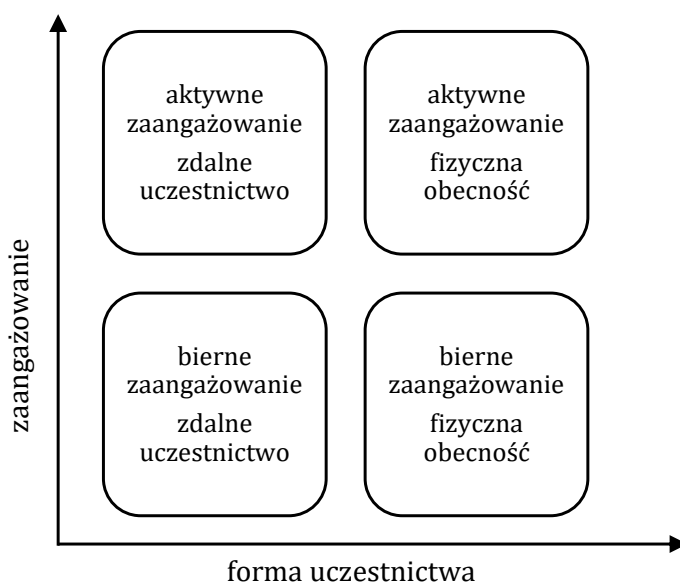 aktywne
zaangażowanie
zdalne
uczestnictwo
aktywne
zaangażowanie
fizyczna
obecność
zaangażowanie
bierne
zaangażowanie
zdalne
uczestnictwo
bierne
zaangażowanie
fizyczna
obecność
forma uczestnictwa